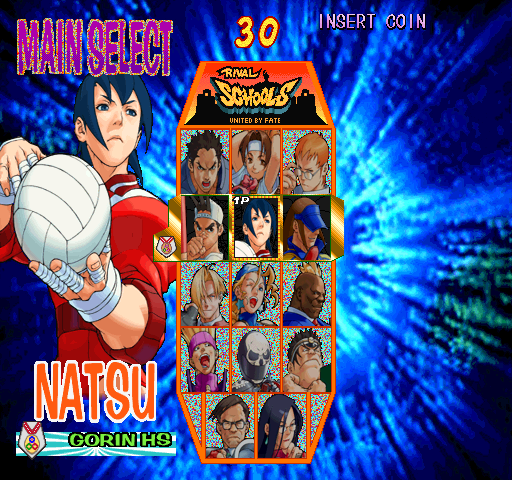 MAIN SELECT
30
INSERT COIN
RIVAL
SCHOOLS
UNITED BY FATE
1P
NATSU
GORIN HS